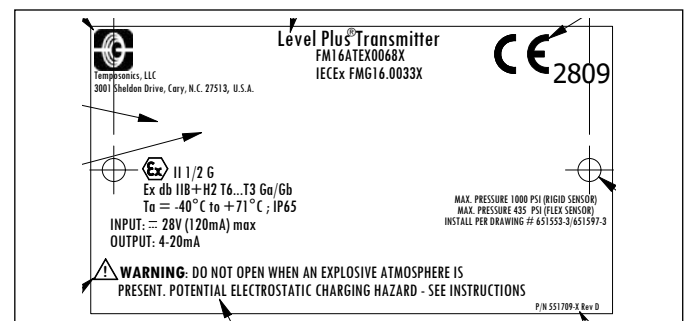 Level Plus® Transmitter
FM16ATEX0068X
IECEx FMG16.0033X
CE 2809
Temposonics, LLC
3001 Sheldon Drive, Cary, N.C. 27513, U.S.A.
Ex II 1/2 G
Ex db IIB+H2 T6...T3 Ga/Gb
Ta = -40°C to +71°C ; IP65
INPUT: ⎓ 28V (120mA) max
OUTPUT: 4-20mA
MAX. PRESSURE 1000 PSI (RIGID SENSOR)
MAX. PRESSURE 435 PSI (FLEX SENSOR)
INSTALL PER DRAWING # 651553-3/651597-3
WARNING: DO NOT OPEN WHEN AN EXPLOSIVE ATMOSPHERE IS
PRESENT. POTENTIAL ELECTROSTATIC CHARGING HAZARD - SEE INSTRUCTIONS
P/N 551709-X Rev D